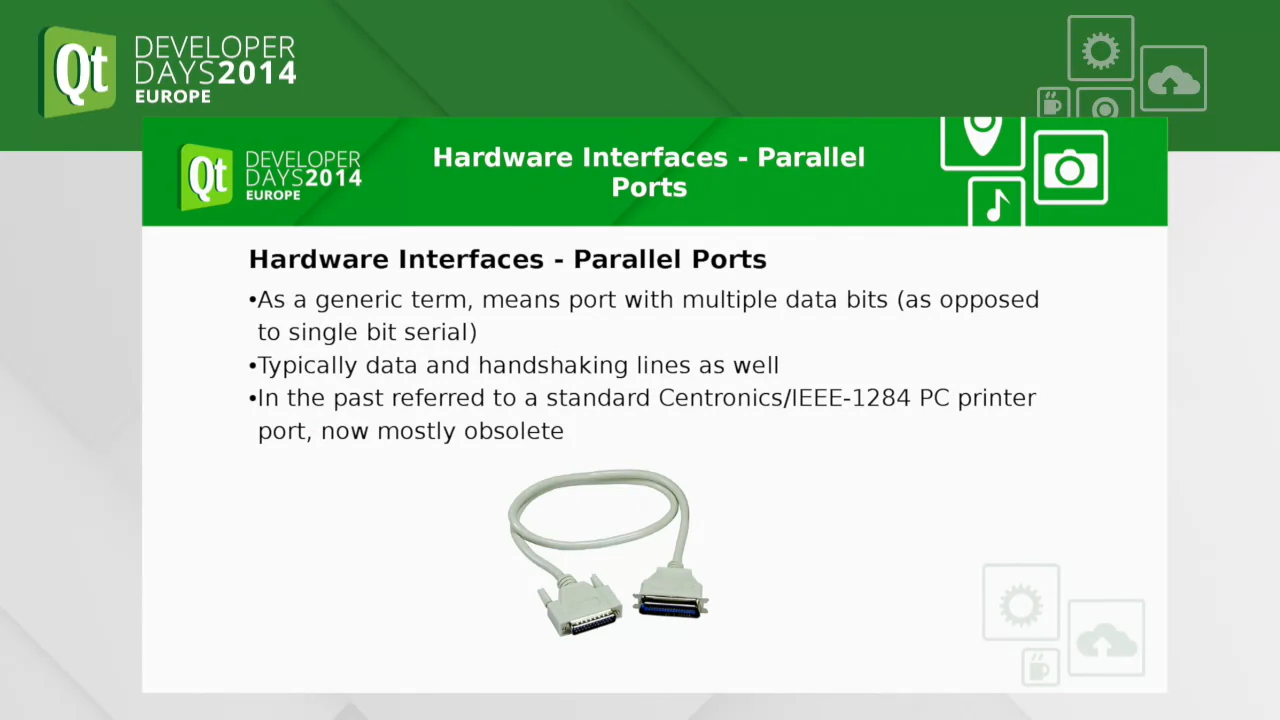 Qt DEVELOPER
DAYS2014
EUROPE
Qt DEVELOPER
DAYS2014
EUROPE
Hardware Interfaces - Parallel
Ports
Hardware Interfaces - Parallel Ports
•As a generic term, means port with multiple data bits (as opposed
to single bit serial)
•Typically data and handshaking lines as well
•In the past referred to a standard Centronics/IEEE-1284 PC printer
port, now mostly obsolete